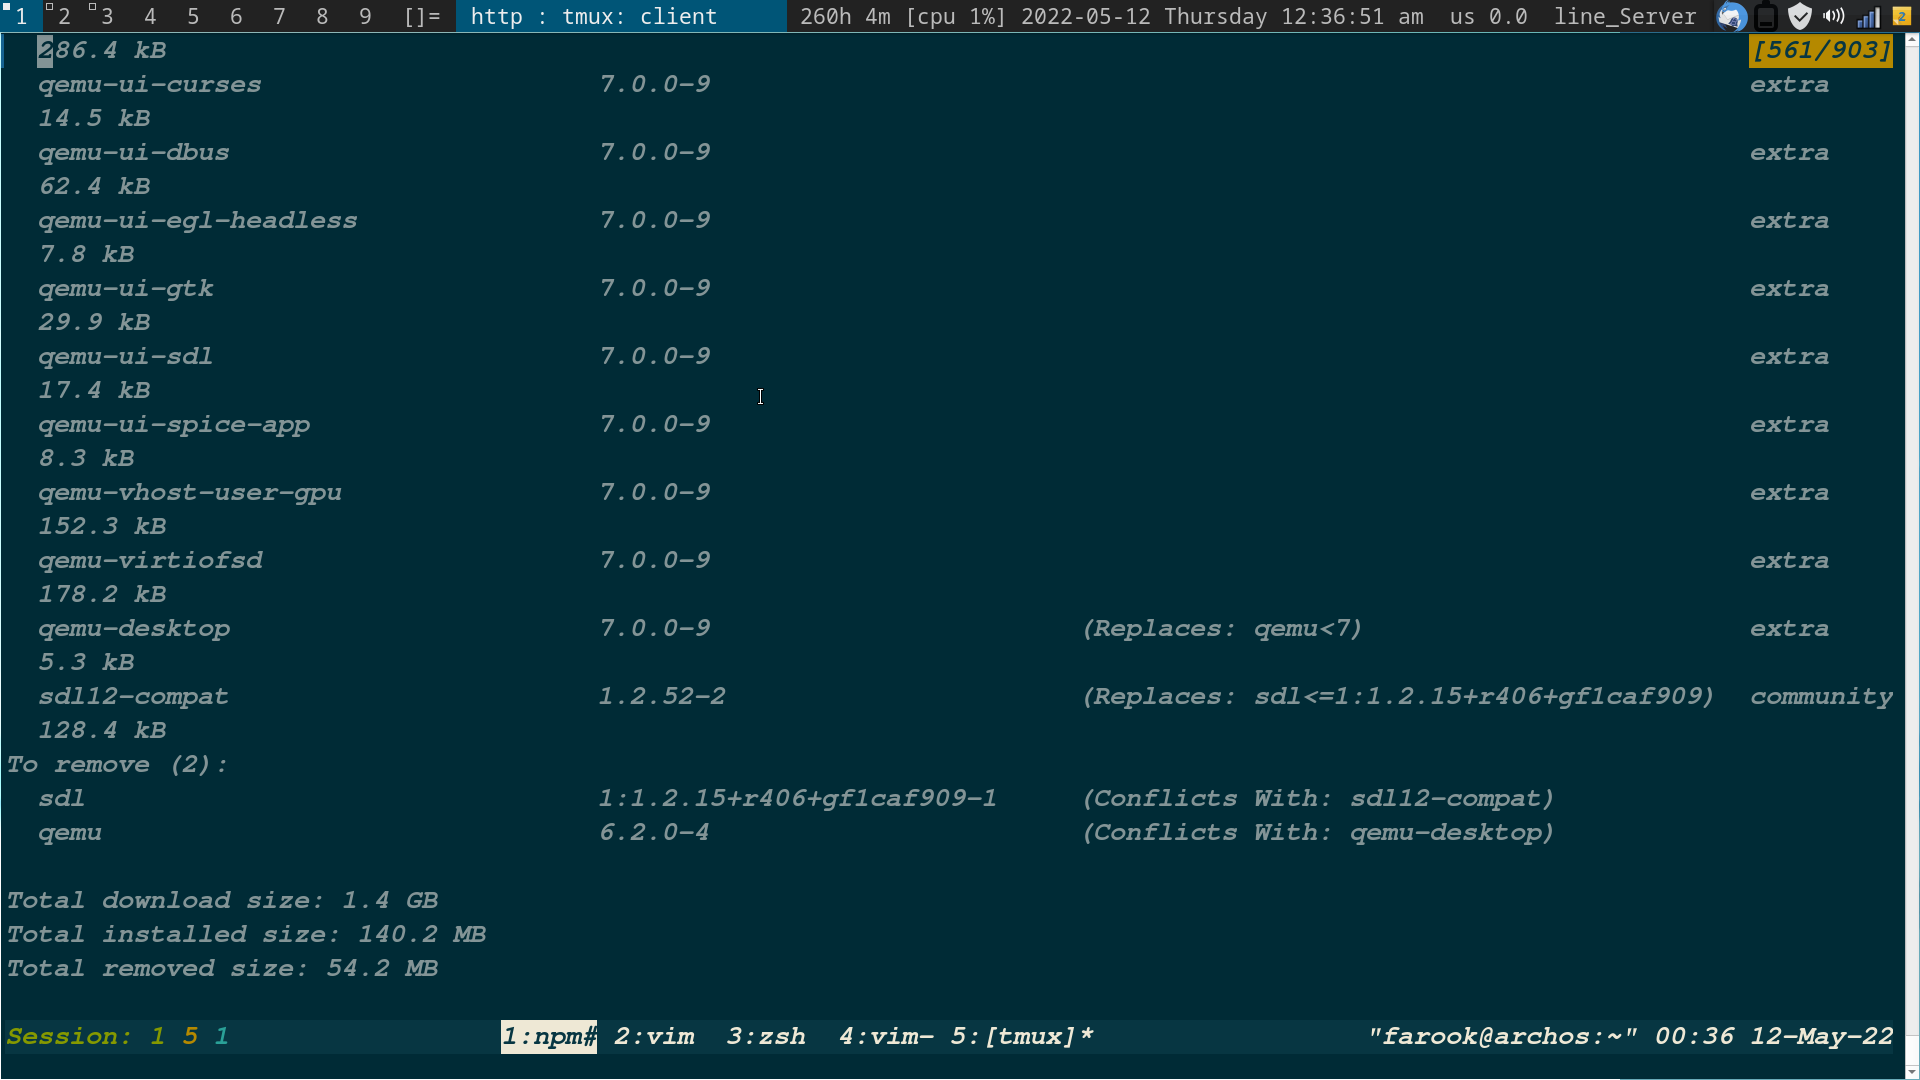 1 2 3 4 5 6 7 8 9 []= http : tmux: client 260h 4m [cpu 1%] 2022-05-12 Thursday 12:36:51 am us 0.0 line_Server 2
286.4 kB [561/903]
qemu-ui-curses 7.0.0-9 extra
14.5 kB
qemu-ui-dbus 7.0.0-9 extra
62.4 kB
qemu-ui-egl-headless 7.0.0-9 extra
7.8 kB
qemu-ui-gtk 7.0.0-9 extra
29.9 kB
qemu-ui-sdl 7.0.0-9 extra
17.4 kB
qemu-ui-spice-app 7.0.0-9 extra
8.3 kB
qemu-vhost-user-gpu 7.0.0-9 extra
152.3 kB
qemu-virtiofsd 7.0.0-9 extra
178.2 kB
qemu-desktop 7.0.0-9 (Replaces: qemu<7) extra
5.3 kB
sdl12-compat 1.2.52-2 (Replaces: sdl<=1:1.2.15+r406+gf1caf909) community
128.4 kB
To remove (2):
sdl 1:1.2.15+r406+gf1caf909-1 (Conflicts With: sdl12-compat)
qemu 6.2.0-4 (Conflicts With: qemu-desktop)
Total download size: 1.4 GB
Total installed size: 140.2 MB
Total removed size: 54.2 MB
Session: 1 5 1 1:npm# 2:vim 3:zsh 4:vim- 5:[tmux]* "farook@archos:~" 00:36 12-May-22